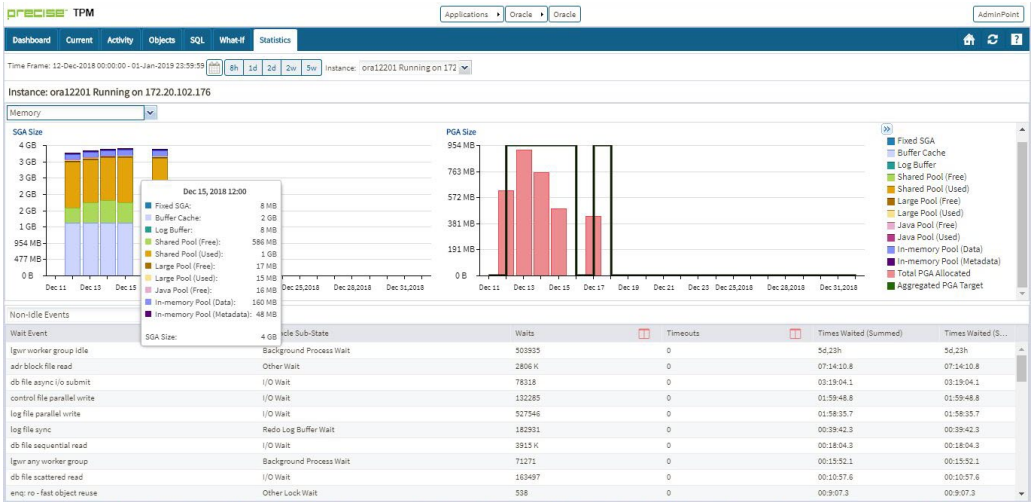 precise TPM
Applications Oracle Oracle
AdminPoint
Dashboard Current Activity Objects SQL What-If Statistics
Time Frame: 12-Dec-2018 00:00:00 - 01-Jan-2019 23:59:59 8h 1d 2d 2w 5w Instance: ora12201 Running on 172
Instance: ora12201 Running on 172.20.102.176
Memory
SGA Size
4 GB
3 GB
3 GB
2 GB
2 GB
1 GB
954 MB
477 MB
0 B
Dec 11 Dec 13 Dec 15 Dec 25,2018 Dec 28,2018 Dec 31,2018
Dec 15, 2018 12:00
Fixed SGA: 8 MB
Buffer Cache: 2 GB
Log Buffer: 8 MB
Shared Pool (Free): 586 MB
Shared Pool (Used): 1 GB
Large Pool (Free): 17 MB
Large Pool (Used): 15 MB
Java Pool (Free): 16 MB
In-memory Pool (Data): 160 MB
In-memory Pool (Metadata): 48 MB
SGA Size: 4 GB
PGA Size
954 MB
763 MB
572 MB
381 MB
191 MB
0 B
Dec 11 Dec 13 Dec 15 Dec 17 Dec 19 Dec 21 Dec 23 Dec 25,2018 Dec 28,2018 Dec 31,2018
Fixed SGA
Buffer Cache
Log Buffer
Shared Pool (Free)
Shared Pool (Used)
Large Pool (Free)
Large Pool (Used)
Java Pool (Free)
Java Pool (Used)
In-memory Pool (Data)
In-memory Pool (Metadata)
Total PGA Allocated
Aggregated PGA Target
Non-Idle Events
Wait Event cle Sub-State Waits Timeouts Times Waited (Summed) Times Waited (S...
lgwr worker group idle Background Process Wait 503935 0 5d,23h 5d,23h
adr block file read Other Wait 2806 K 0 07:14:10.8 07:14:10.8
db file async i/o submit I/O Wait 78318 0 03:19:04.1 03:19:04.1
control file parallel write I/O Wait 132285 0 01:59:48.8 01:59:48.8
log file parallel write I/O Wait 527546 0 01:58:35.7 01:58:35.7
log file sync Redo Log Buffer Wait 182931 0 00:39:42.3 00:39:42.3
db file sequential read I/O Wait 3915 K 0 00:18:04.3 00:18:04.3
lgwr any worker group Background Process Wait 71271 0 00:15:52.1 00:15:52.1
db file scattered read I/O Wait 163497 0 00:10:57.6 00:10:57.6
enq: ro - fast object reuse Other Lock Wait 538 0 00:9:07.3 00:9:07.3